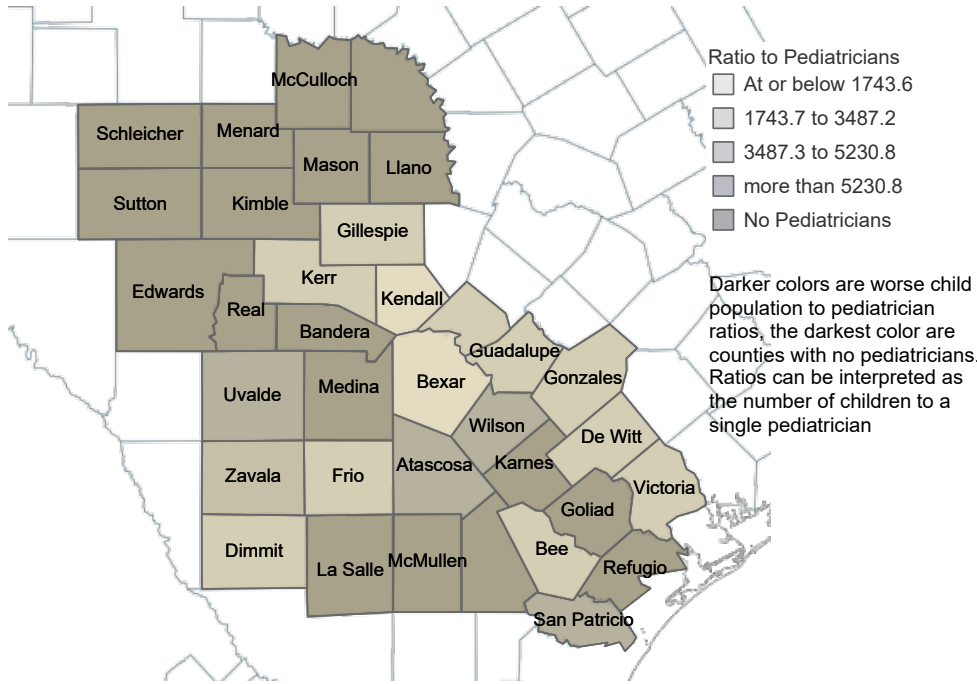 Ratio to Pediatricians
At or below 1743.6
1743.7 to 3487.2
3487.3 to 5230.8
more than 5230.8
No Pediatricians
Darker colors are worse child
population to pediatrician
ratios, the darkest color are
counties with no pediatricians.
Ratios can be interpreted as
the number of children to a
single pediatrician
McCulloch
Schleicher
Menard
Mason
Llano
Sutton
Kimble
Gillespie
Kerr
Edwards
Kendall
Real
Bandera
Guadalupe
Bexar
Gonzales
Uvalde
Medina
Wilson
De Witt
Zavala
Frio
Atascosa
Karnes
Victoria
Goliad
Dimmit
Bee
La Salle
McMullen
Refugio
San Patricio